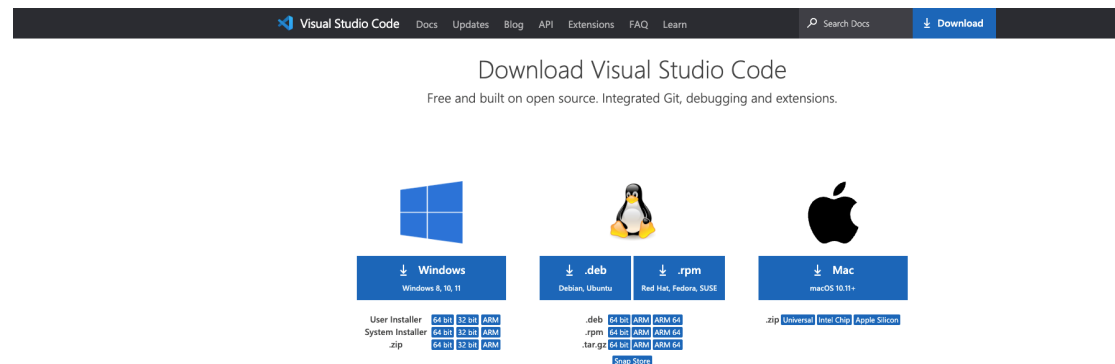 Visual Studio Code Docs Updates Blog API Extensions FAQ Learn Search Docs Download
Download Visual Studio Code
Free and built on open source. Integrated Git, debugging and extensions.
Windows
Windows 8, 10, 11
User Installer 64 bit 32 bit ARM
System Installer 64 bit 32 bit ARM
.zip 64 bit 32 bit ARM
.deb
Debian, Ubuntu
.rpm
Red Hat, Fedora, SUSE
.deb 64 bit ARM ARM 64
.rpm 64 bit ARM ARM 64
.tar.gz 64 bit ARM ARM 64
Snap Store
Mac
macOS 10.11+
.zip Universal Intel Chip Apple Silicon